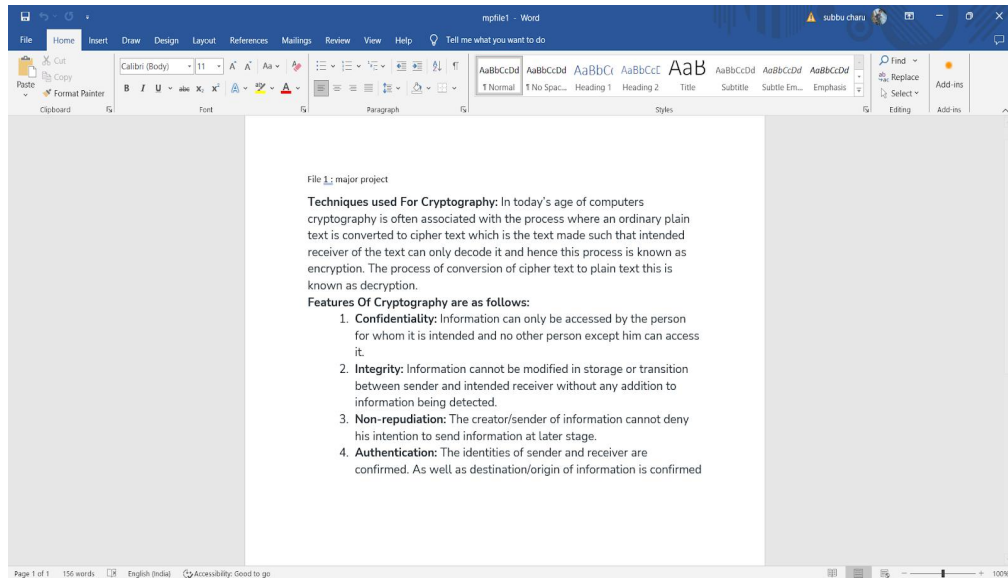 mpfile1 - Word
subbu charu
File Home Insert Draw Design Layout References Mailings Review View Help Tell me what you want to do
Paste
Cut
Copy
Format Painter
Clipboard
Calibri (Body) 11
Font
Paragraph
AaBbCcDd AaBbCcDd AaBbCc AaBbCcE AaB AaBbCcDd AaBbCcDd AaBbCcDd
¶ Normal ¶ No Spac... Heading 1 Heading 2 Title Subtitle Subtle Em... Emphasis
Styles
Find
Replace
Select
Editing
Add-ins
Add-ins
File 1 : major project
Techniques used For Cryptography: In today's age of computers
cryptography is often associated with the process where an ordinary plain
text is converted to cipher text which is the text made such that intended
receiver of the text can only decode it and hence this process is known as
encryption. The process of conversion of cipher text to plain text this is
known as decryption.
Features Of Cryptography are as follows:
1. Confidentiality: Information can only be accessed by the person
for whom it is intended and no other person except him can access
it.
2. Integrity: Information cannot be modified in storage or transition
between sender and intended receiver without any addition to
information being detected.
3. Non-repudiation: The creator/sender of information cannot deny
his intention to send information at later stage.
4. Authentication: The identities of sender and receiver are
confirmed. As well as destination/origin of information is confirmed
Page 1 of 1 156 words English (India) Accessibility: Good to go 100%